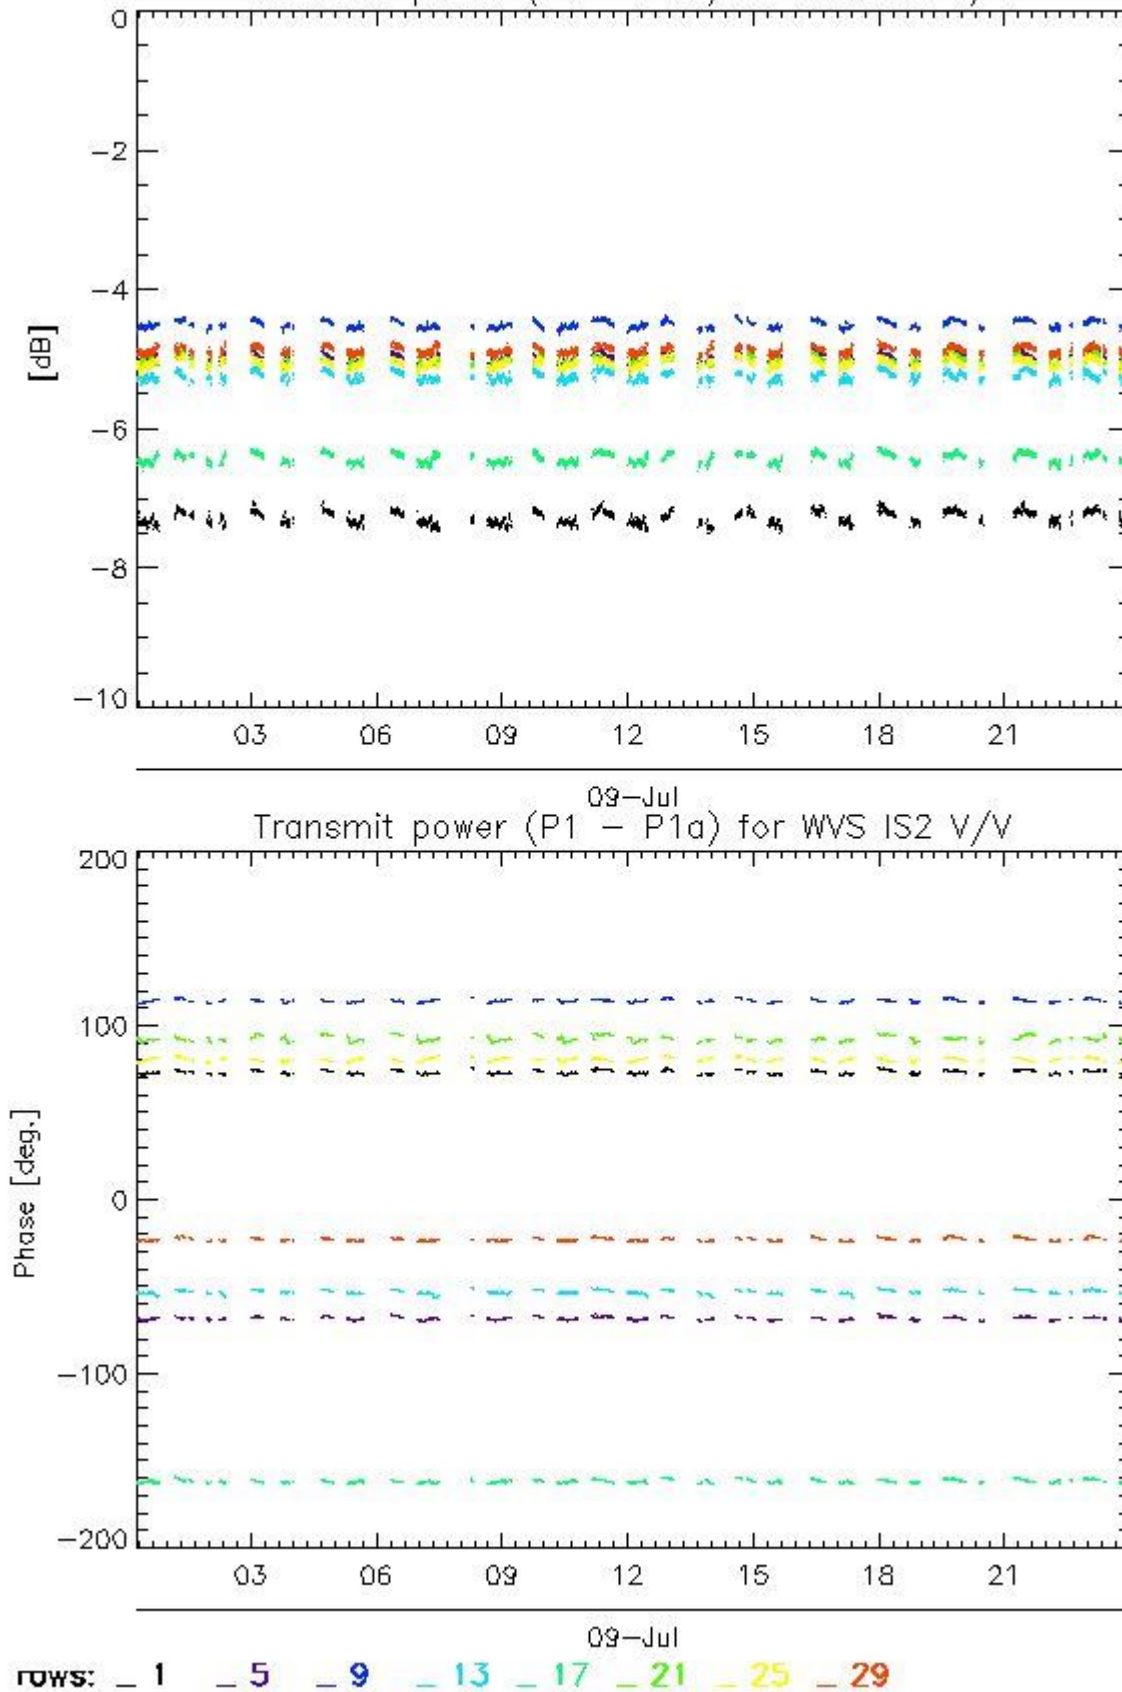 0
-2
-4
[dB]
-6
-8
-10
03 06 09 12 15 18 21
09-Jul
Transmit power (P1 - P1a) for WVS IS2 V/V
200
100
Phase [deg.]
0
-100
-200
03 06 09 12 15 18 21
09-Jul
rows: _ 1 _ 5 _ 9 _ 13 _ 17 _ 21 _ 25 _ 29